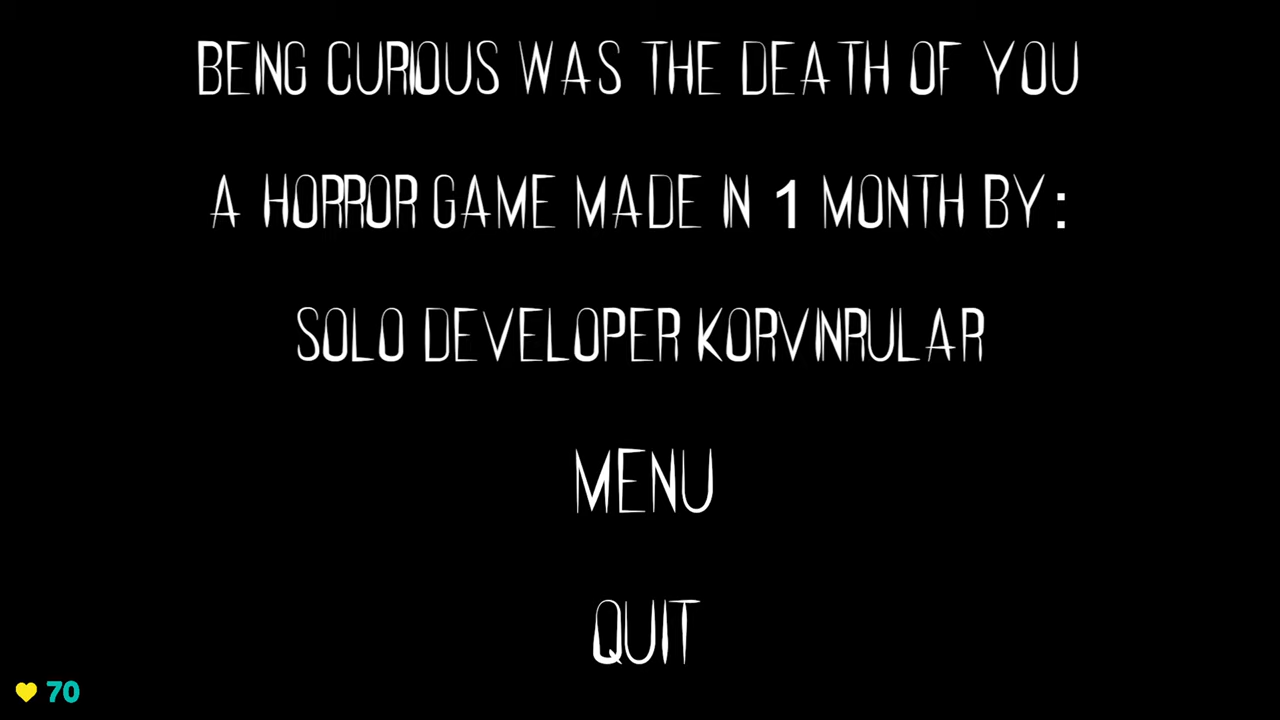 BEING CURIOUS WAS THE DEATH OF YOU
A HORROR GAME MADE IN 1 MONTH BY:
SOLO DEVELOPER KORVINRULAR
MENU
QUIT
70